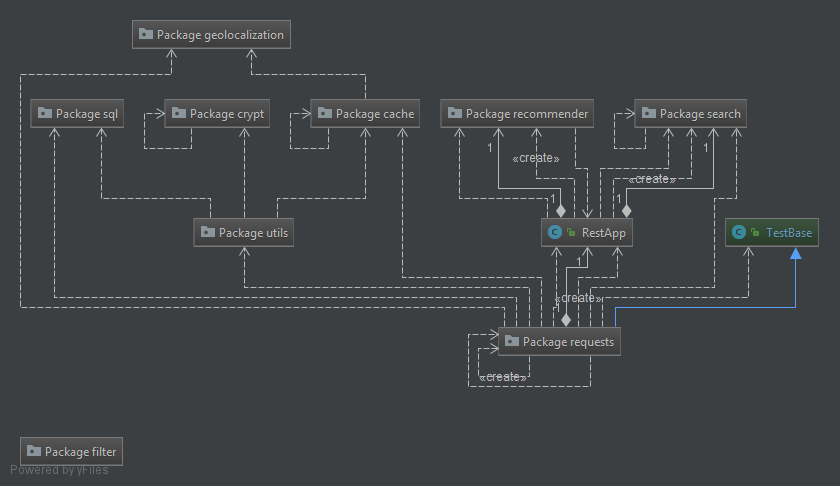 Package geolocalization
Package sql
Package crypt
Package cache
Package recommender
Package search
1
«create»
1
«create»
1
1
Package utils
C RestApp
C TestBase
1
«create»
1
Package requests
«create»
Package filter
Powered by yFiles